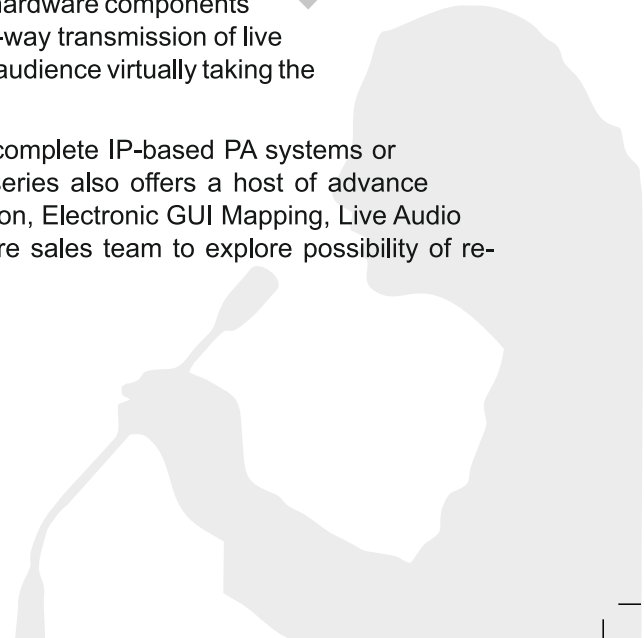 hardware components
-way transmission of live
audience virtually taking the
complete IP-based PA systems or
series also offers a host of advance
on, Electronic GUI Mapping, Live Audio
re sales team to explore possibility of re-